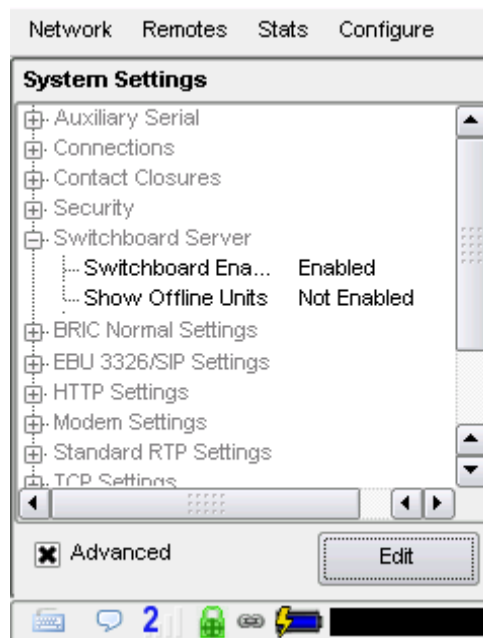 Network Remotes Stats Configure
System Settings
Auxiliary Serial
Connections
Contact Closures
Security
Switchboard Server
Switchboard Ena... Enabled
Show Offline Units Not Enabled
BRIC Normal Settings
EBU 3326/SIP Settings
HTTP Settings
Modem Settings
Standard RTP Settings
TCP Settings
Advanced Edit
2